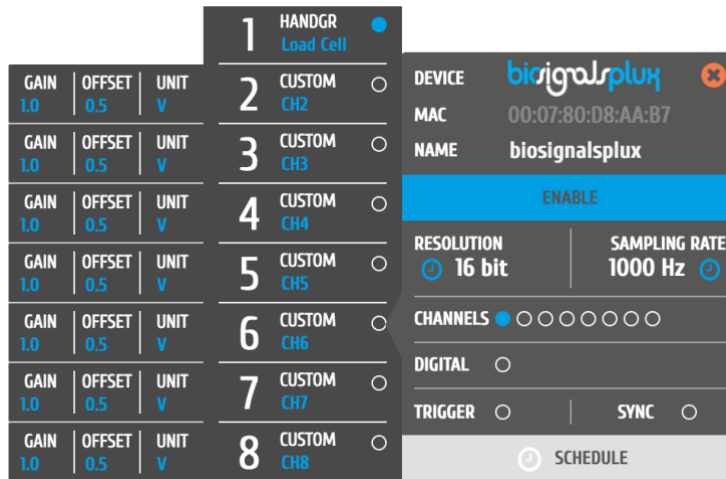 1 HANDGR
Load Cell
GAIN OFFSET UNIT 2 CUSTOM
1.0 0.5 V CH2
GAIN OFFSET UNIT 3 CUSTOM
1.0 0.5 V CH3
GAIN OFFSET UNIT 4 CUSTOM
1.0 0.5 V CH4
GAIN OFFSET UNIT 5 CUSTOM
1.0 0.5 V CH5
GAIN OFFSET UNIT 6 CUSTOM
1.0 0.5 V CH6
GAIN OFFSET UNIT 7 CUSTOM
1.0 0.5 V CH7
GAIN OFFSET UNIT 8 CUSTOM
1.0 0.5 V CH8
DEVICE biosignalsplux
MAC 00:07:80:D8:AA:B7
NAME biosignalsplux
ENABLE
RESOLUTION SAMPLING RATE
16 bit 1000 Hz
CHANNELS
DIGITAL
TRIGGER SYNC
SCHEDULE